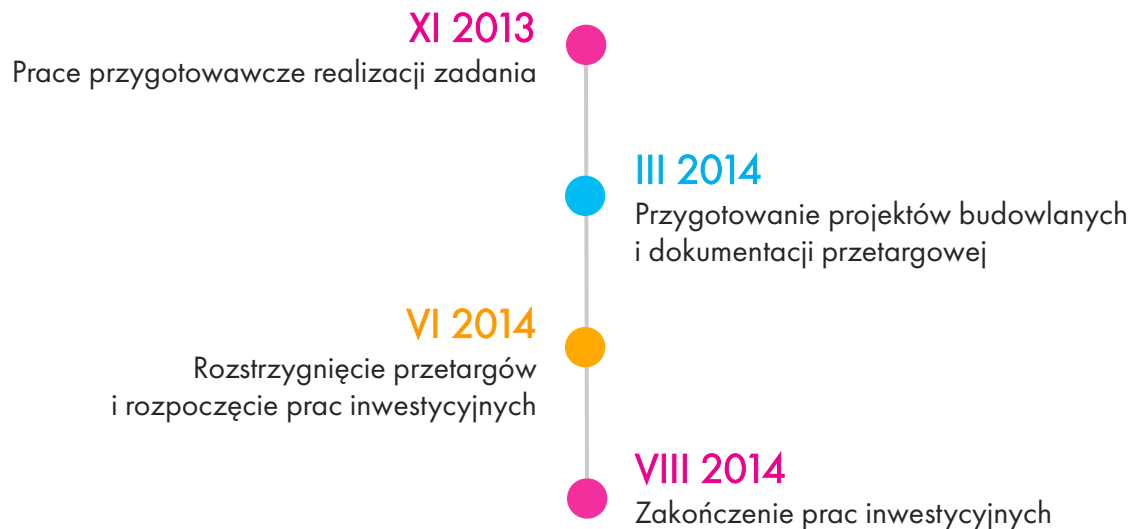 XI 2013
Prace przygotowawcze realizacji zadania
III 2014
Przygotowanie projektów budowlanych
i dokumentacji przetargowej
VI 2014
Rozstrzygnięcie przetargów
i rozpoczęcie prac inwestycyjnych
VIII 2014
Zakończenie prac inwestycyjnych